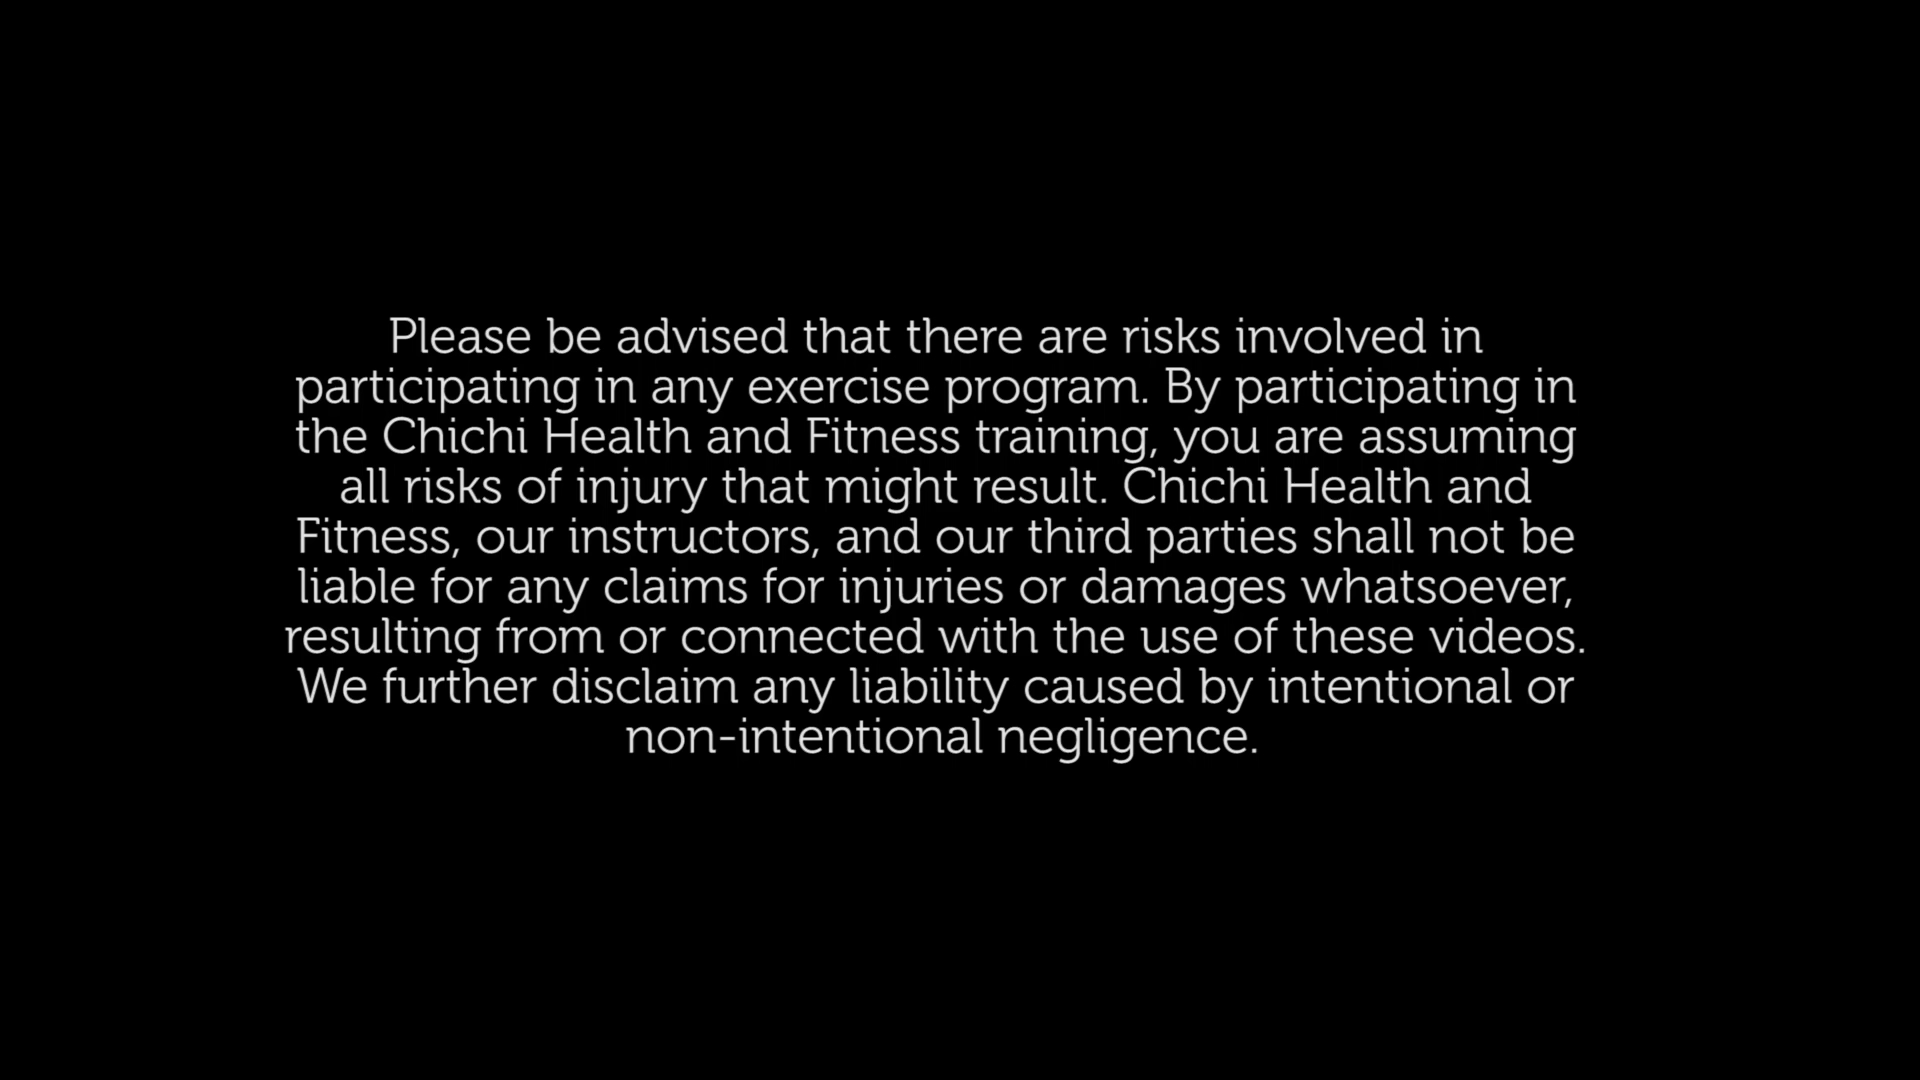 Please be advised that there are risks involved in
participating in any exercise program. By participating in
the Chichi Health and Fitness training, you are assuming
all risks of injury that might result. Chichi Health and
Fitness, our instructors, and our third parties shall not be
liable for any claims for injuries or damages whatsoever,
resulting from or connected with the use of these videos.
We further disclaim any liability caused by intentional or
non-intentional negligence.